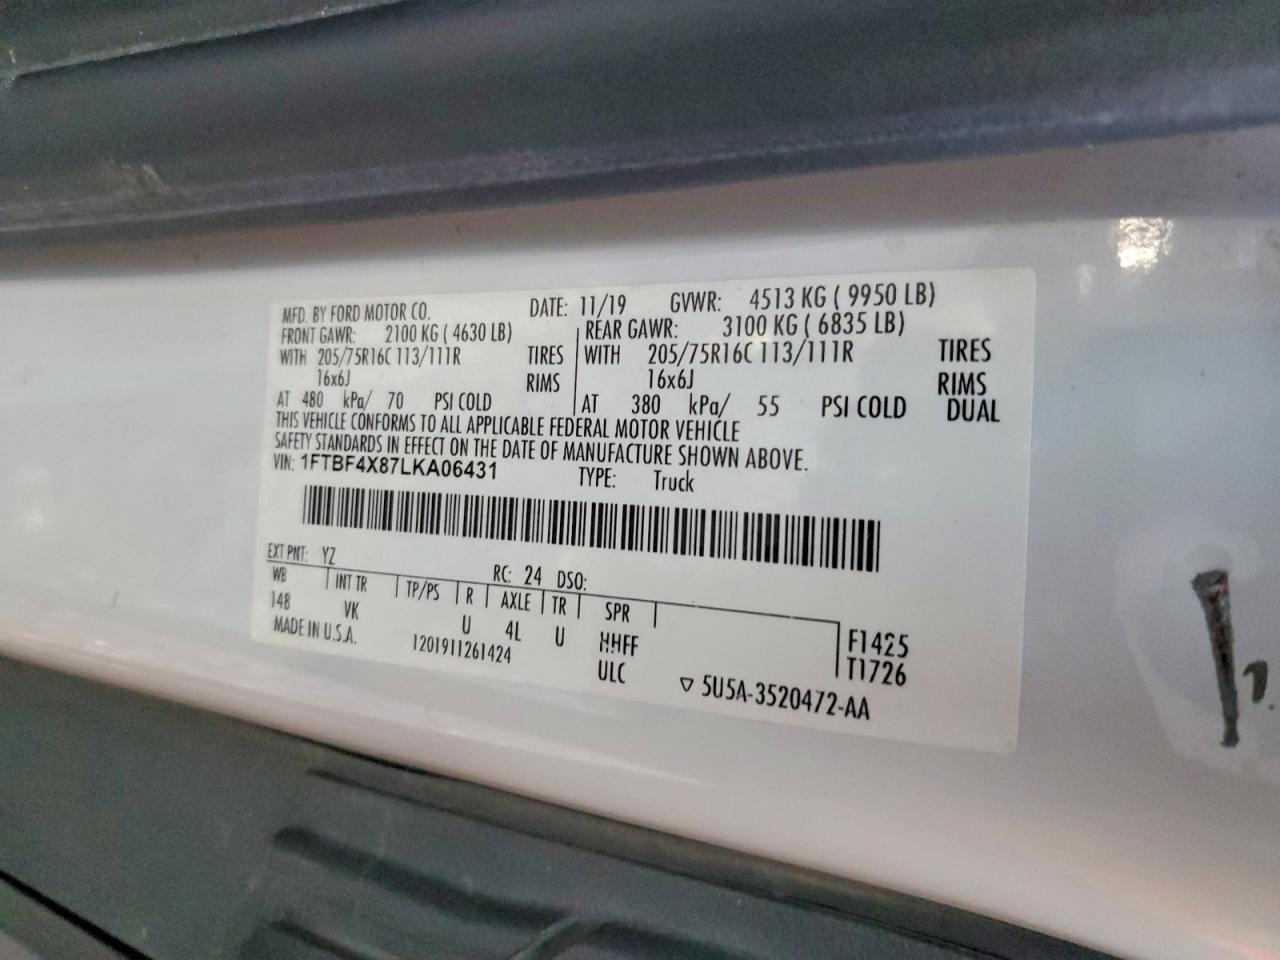 MFD. BY FORD MOTOR CO. DATE: 11/19 GVWR: 4513 KG ( 9950 LB)
FRONT GAWR: 2100 KG ( 4630 LB) REAR GAWR: 3100 KG ( 6835 LB)
WITH 205/75R16C 113/111R TIRES WITH 205/75R16C 113/111R TIRES
16x6J RIMS 16x6J RIMS
AT 480 kPa/ 70 PSI COLD AT 380 kPa/ 55 PSI COLD DUAL
THIS VEHICLE CONFORMS TO ALL APPLICABLE FEDERAL MOTOR VEHICLE
SAFETY STANDARDS IN EFFECT ON THE DATE OF MANUFACTURE SHOWN ABOVE.
VIN: 1FTBF4X87LKA06431 TYPE: Truck
EXT PNT: YZ RC: 24 DSO:
WB INT TR TP/PS R AXLE TR SPR
148 VK U 4L U HHFF F1425
MADE IN U.S.A. 1201911261424 ULC T1726
5U5A-3520472-AA